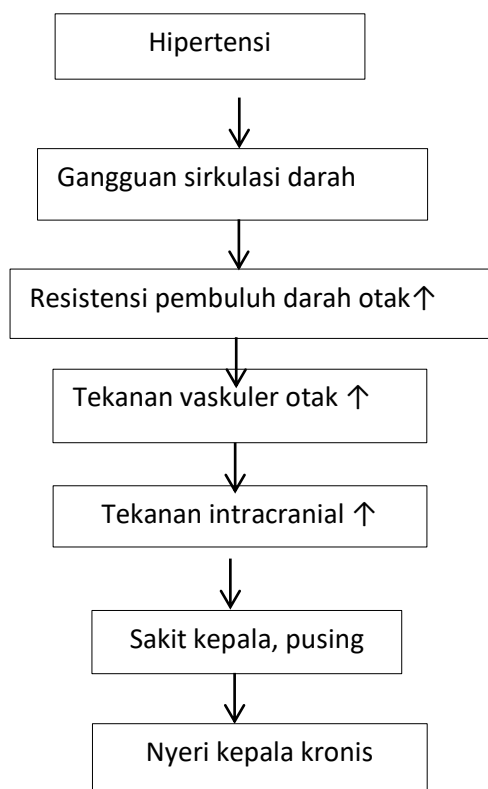 Hipertensi
Gangguan sirkulasi darah
Resistensi pembuluh darah otak↑
Tekanan vaskuler otak ↑
Tekanan intracranial ↑
Sakit kepala, pusing
Nyeri kepala kronis